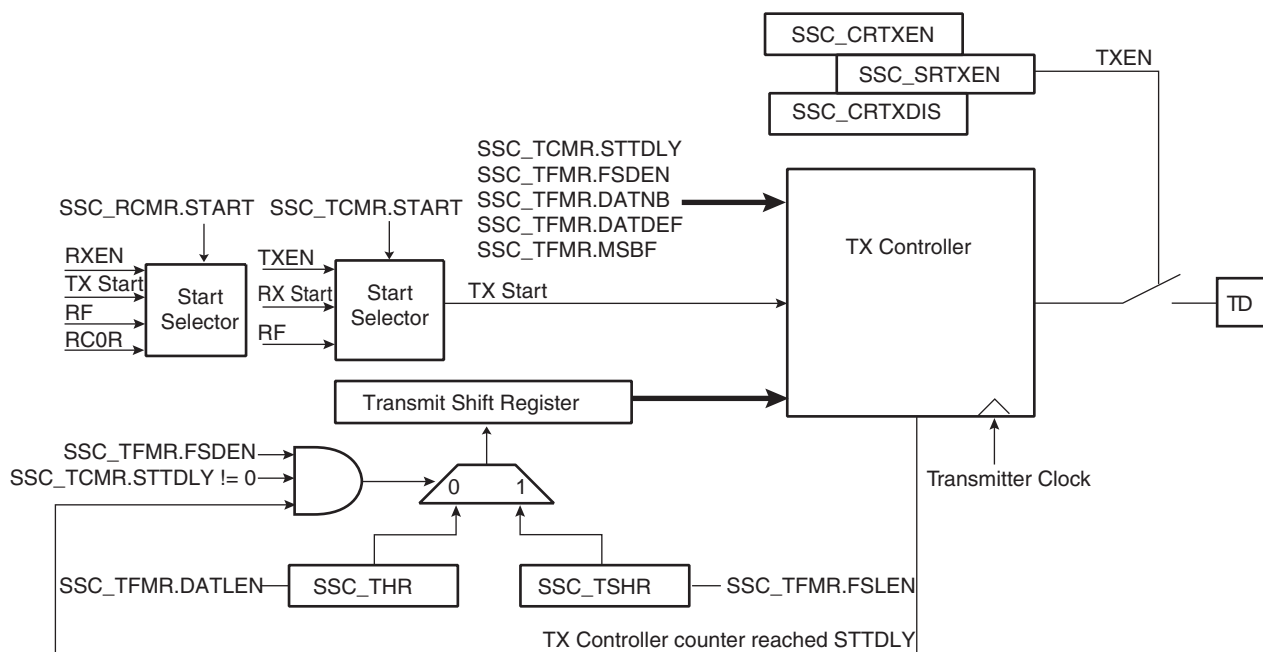 SSC_CRTXEN
SSC_SRTXEN
TXEN
SSC_CRTXDIS
SSC_TCMR.STTDLY
SSC_TFMR.FSDEN
SSC_TFMR.DATNB
SSC_TFMR.DATDEF
SSC_TFMR.MSBF
SSC_RCMR.START
SSC_TCMR.START
TX Controller
RXEN
TX Start
RF
RC0R
Start
Selector
TXEN
RX Start
RF
Start
Selector
TX Start
TD
Transmit Shift Register
SSC_TFMR.FSDEN
SSC_TCMR.STTDLY != 0
0
1
Transmitter Clock
SSC_TFMR.DATLEN
SSC_THR
SSC_TSHR
SSC_TFMR.FSLEN
TX Controller counter reached STTDLY